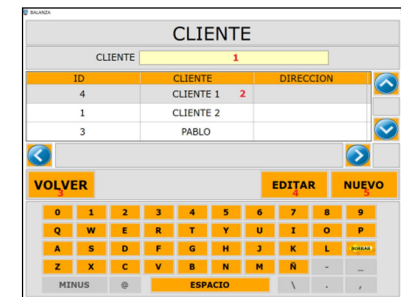 BALANZA
CLIENTE
CLIENTE 1
ID CLIENTE DIRECCION
4 CLIENTE 1 2
1 CLIENTE 2
3 PABLO
VOLVER EDITAR NUEVO
3 4 5
0 1 2 3 4 5 6 7 8 9
Q W E R T Y U I O P
A S D F G H J K L BORRAR
Z X C V B N M Ñ - _
MINUS @ ESPACIO \ . ,